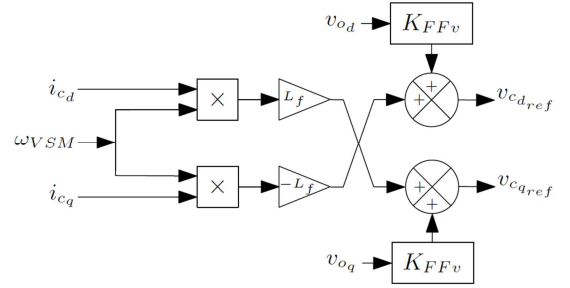 v_{o_d} K_{FFv}
i_{c_d} × L_f + + v_{c_{d_{ref}}}
ω_{VSM}
i_{c_q} × −L_f + + v_{c_{q_{ref}}}
v_{o_q} K_{FFv}